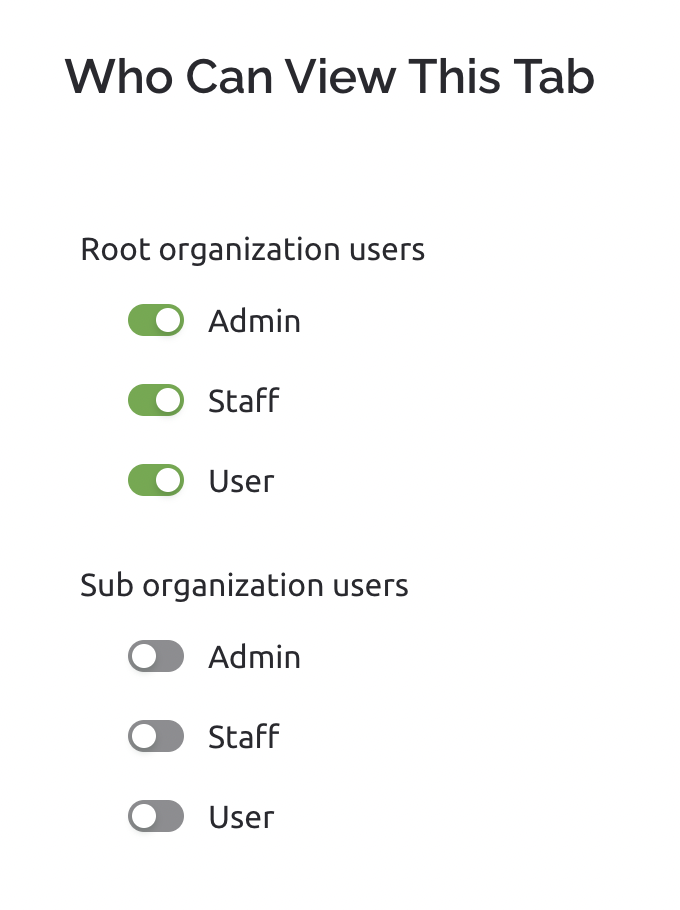 Who Can View This Tab
Root organization users
Admin
Staff
User
Sub organization users
Admin
Staff
User